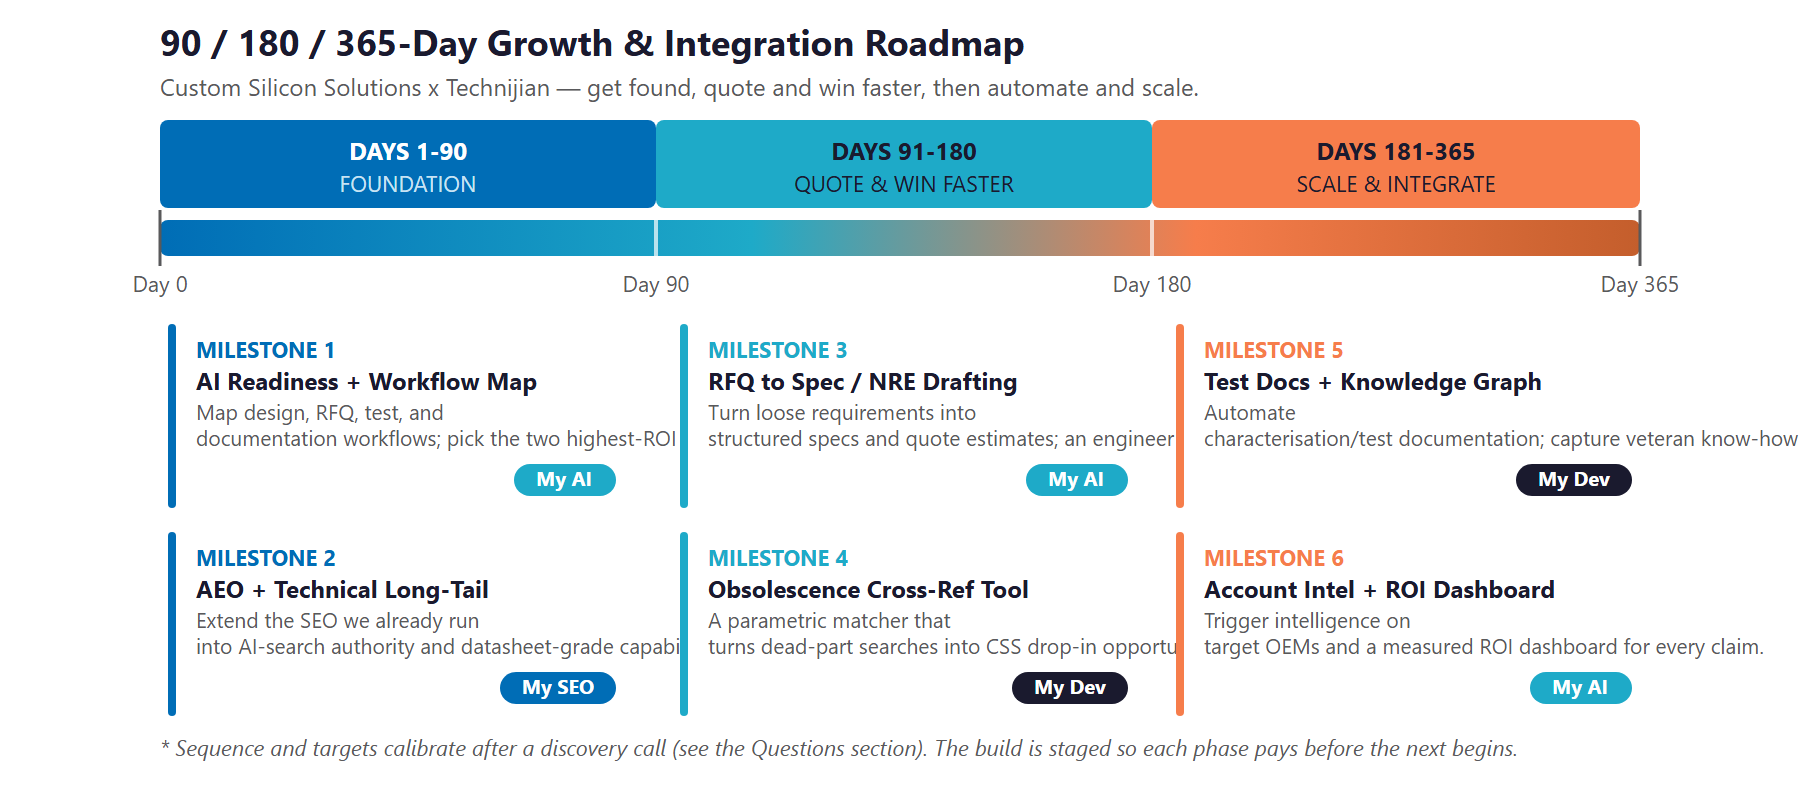 90 / 180 / 365-Day Growth & Integration Roadmap
Custom Silicon Solutions x Technijian — get found, quote and win faster, then automate and scale.
DAYS 1-90
FOUNDATION
DAYS 91-180
QUOTE & WIN FASTER
DAYS 181-365
SCALE & INTEGRATE
Day 0
Day 90
Day 180
Day 365
MILESTONE 1
AI Readiness + Workflow Map
Map design, RFQ, test, and
documentation workflows; pick the two highest-ROI
My AI
MILESTONE 3
RFQ to Spec / NRE Drafting
Turn loose requirements into
structured specs and quote estimates; an engineer
My AI
MILESTONE 5
Test Docs + Knowledge Graph
Automate
characterisation/test documentation; capture veteran know-how
My Dev
MILESTONE 2
AEO + Technical Long-Tail
Extend the SEO we already run
into AI-search authority and datasheet-grade capabi
My SEO
MILESTONE 4
Obsolescence Cross-Ref Tool
A parametric matcher that
turns dead-part searches into CSS drop-in opportu
My Dev
MILESTONE 6
Account Intel + ROI Dashboard
Trigger intelligence on
target OEMs and a measured ROI dashboard for every claim.
My AI
* Sequence and targets calibrate after a discovery call (see the Questions section). The build is staged so each phase pays before the next begins.